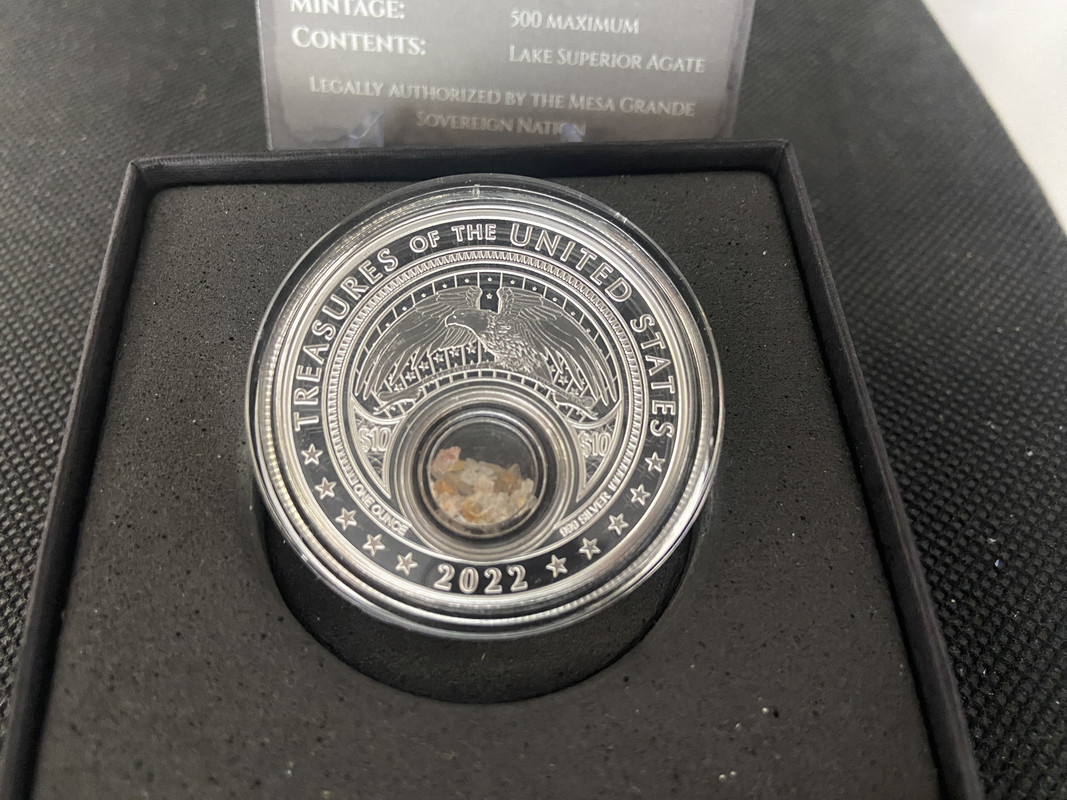 MINTAGE: 500 MAXIMUM
CONTENTS: LAKE SUPERIOR AGATE
LEGALLY AUTHORIZED BY THE MESA GRANDE
SOVEREIGN NATION
TREASURES OF THE UNITED STATES
$10 $10
ONE OUNCE
999 SILVER
2022